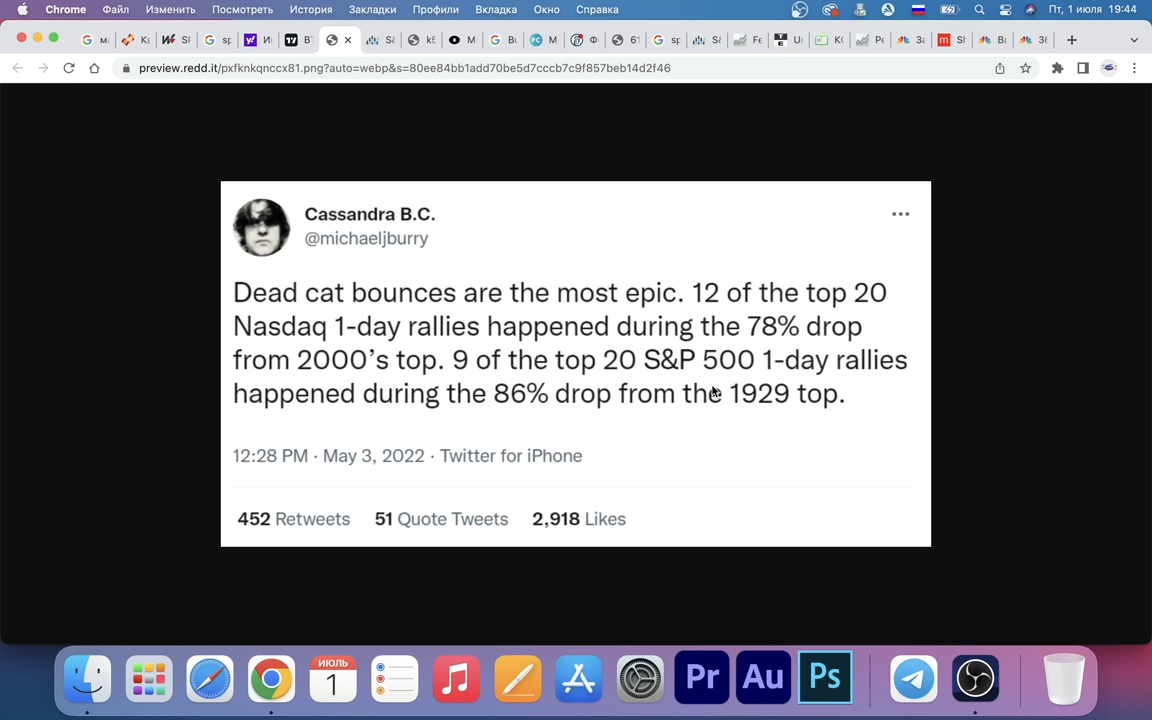 Chrome Файл Изменить Посмотреть История Закладки Профили Вкладка Окно Справка Пт, 1 июля 19:44
preview.redd.it/pxfknkqnccx81.png?auto=webp&s=80ee84bb1add70be5d7cccb7c9f857beb14d2f46
Cassandra B.C.
@michaeljburry
Dead cat bounces are the most epic. 12 of the top 20
Nasdaq 1-day rallies happened during the 78% drop
from 2000’s top. 9 of the top 20 S&P 500 1-day rallies
happened during the 86% drop from the 1929 top.
12:28 PM · May 3, 2022 · Twitter for iPhone
452 Retweets 51 Quote Tweets 2,918 Likes
ИЮЛЬ
1
Pr Au Ps